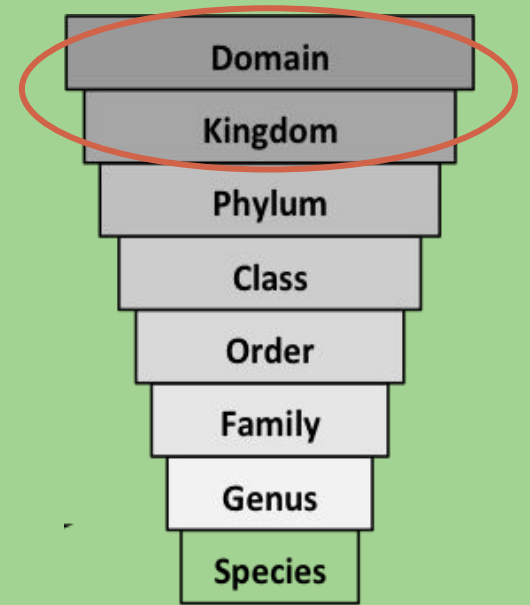 Domain
Kingdom
Phylum
Class
Order
Family
Genus
Species